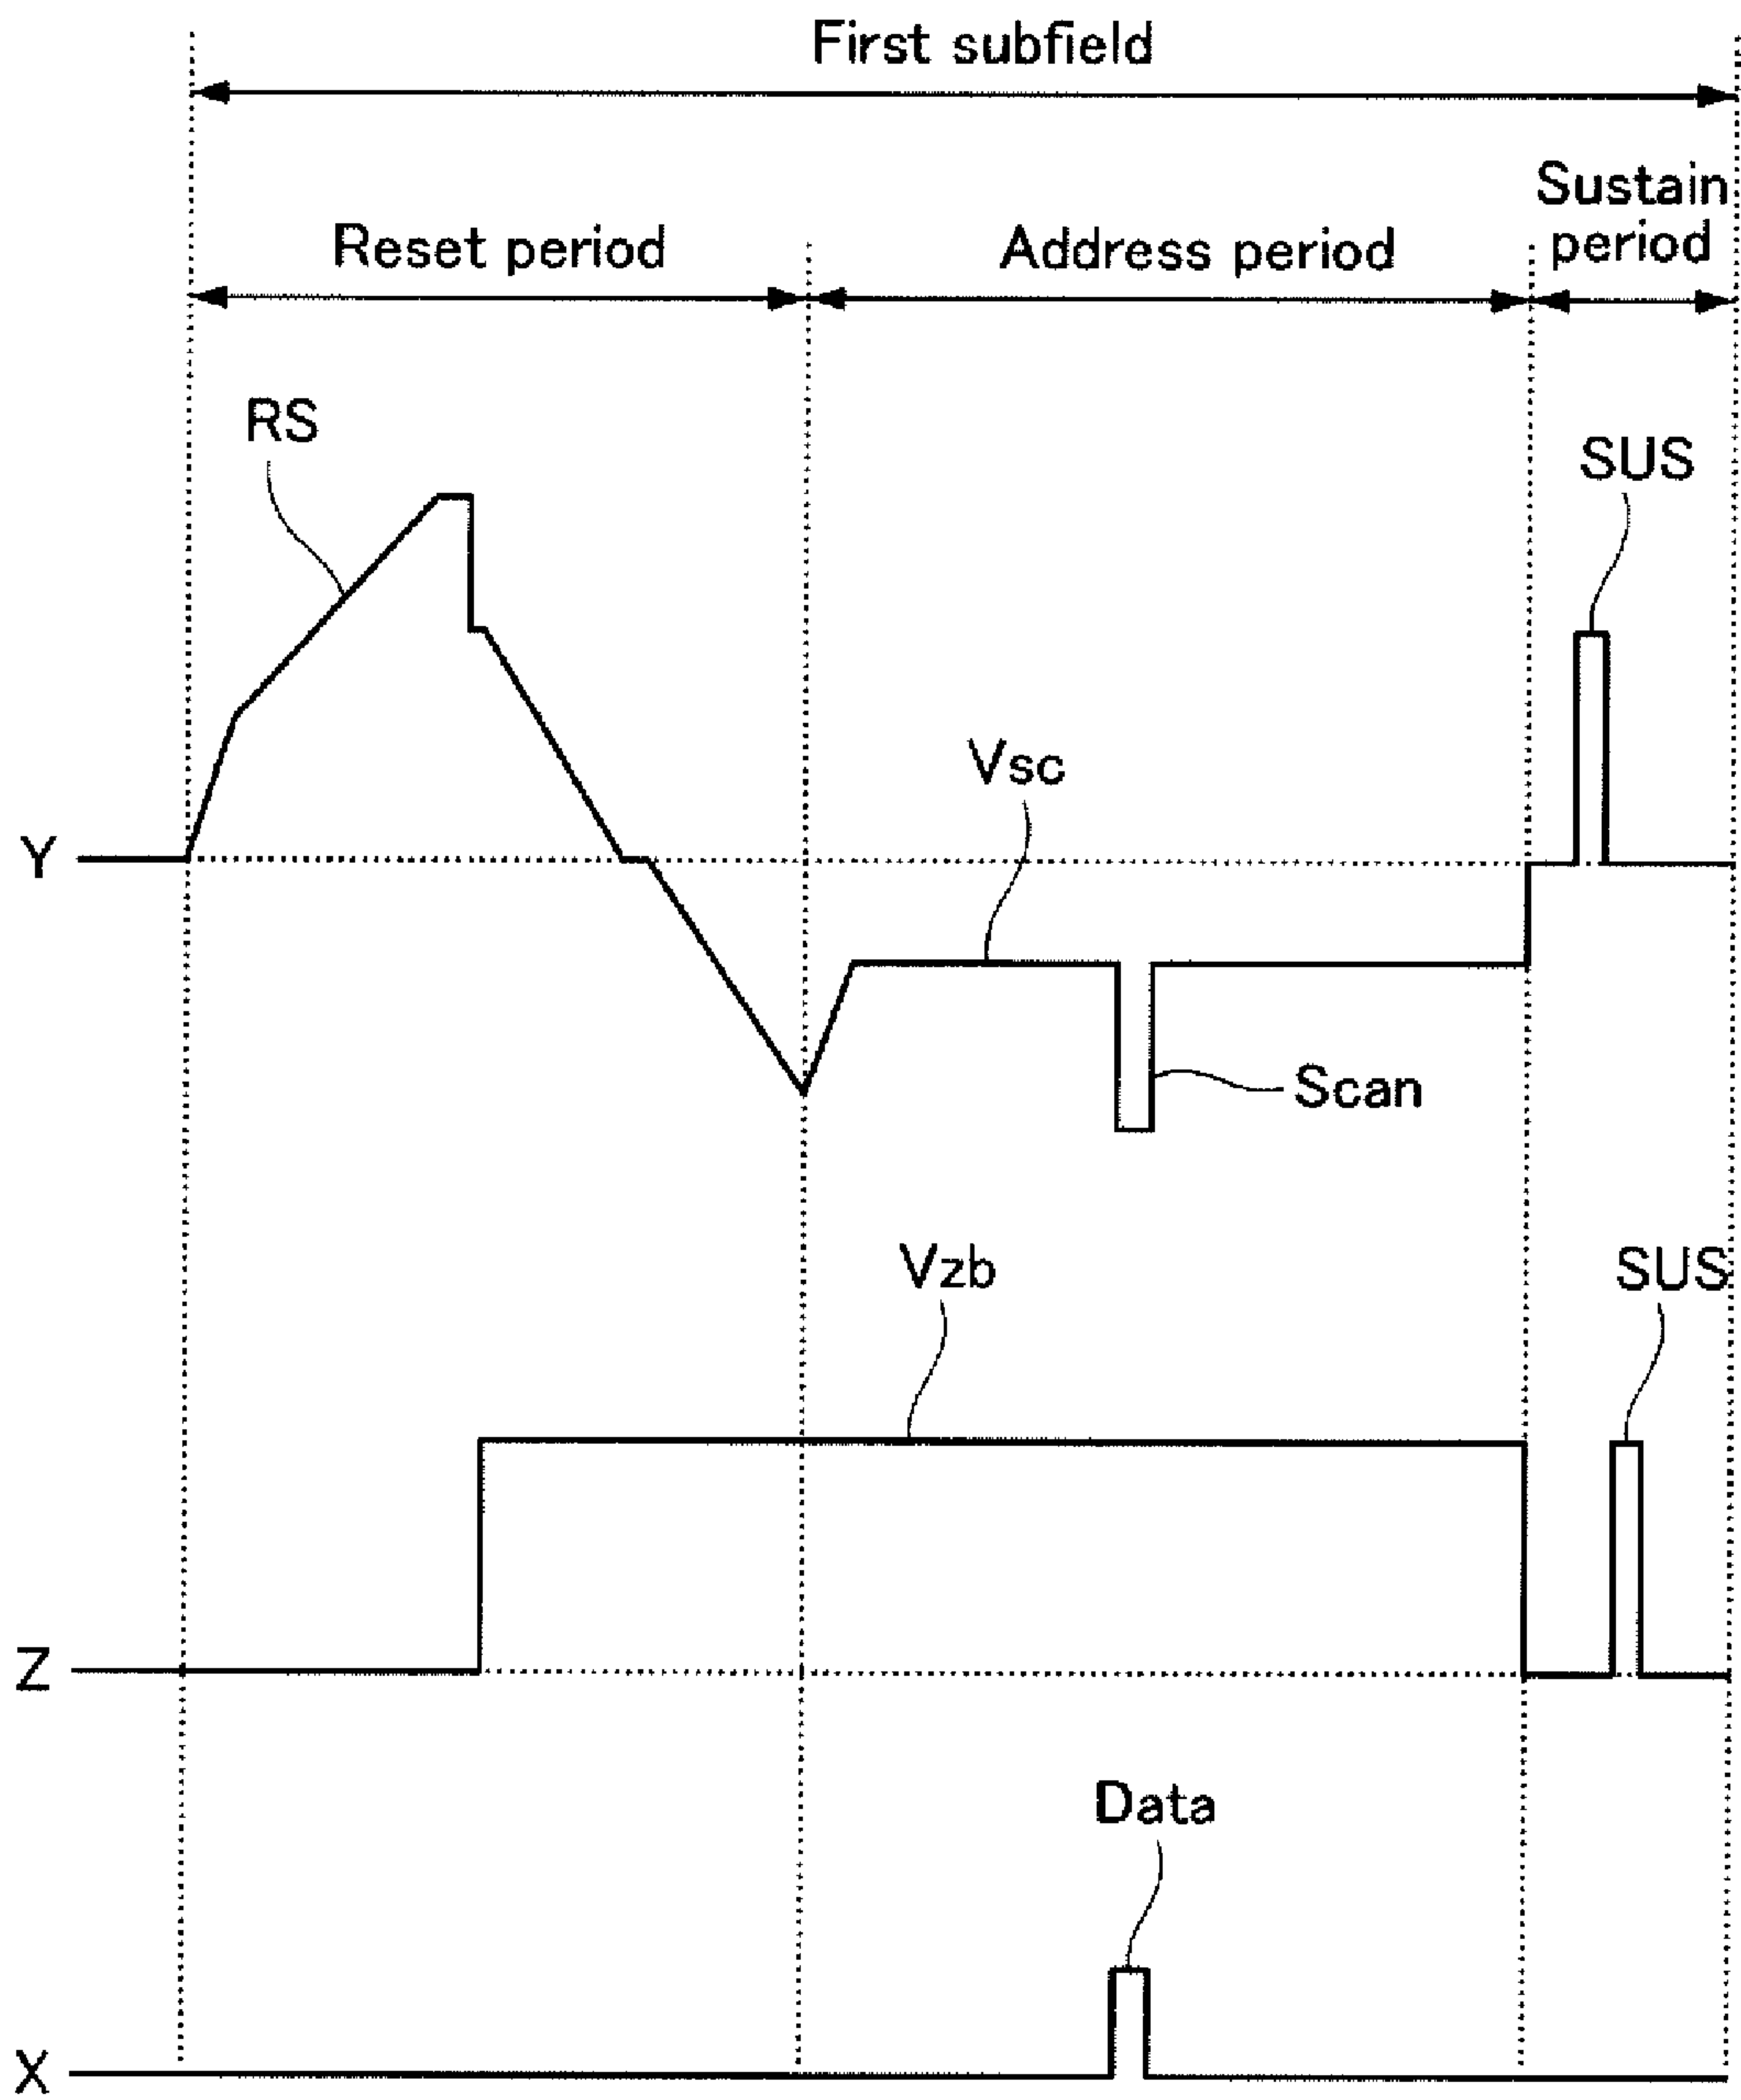 First subfield
Sustain
period
Reset period
Address period
RS
SUS
Vsc
Y
Scan
Vzb
SUS
Z
Data
X